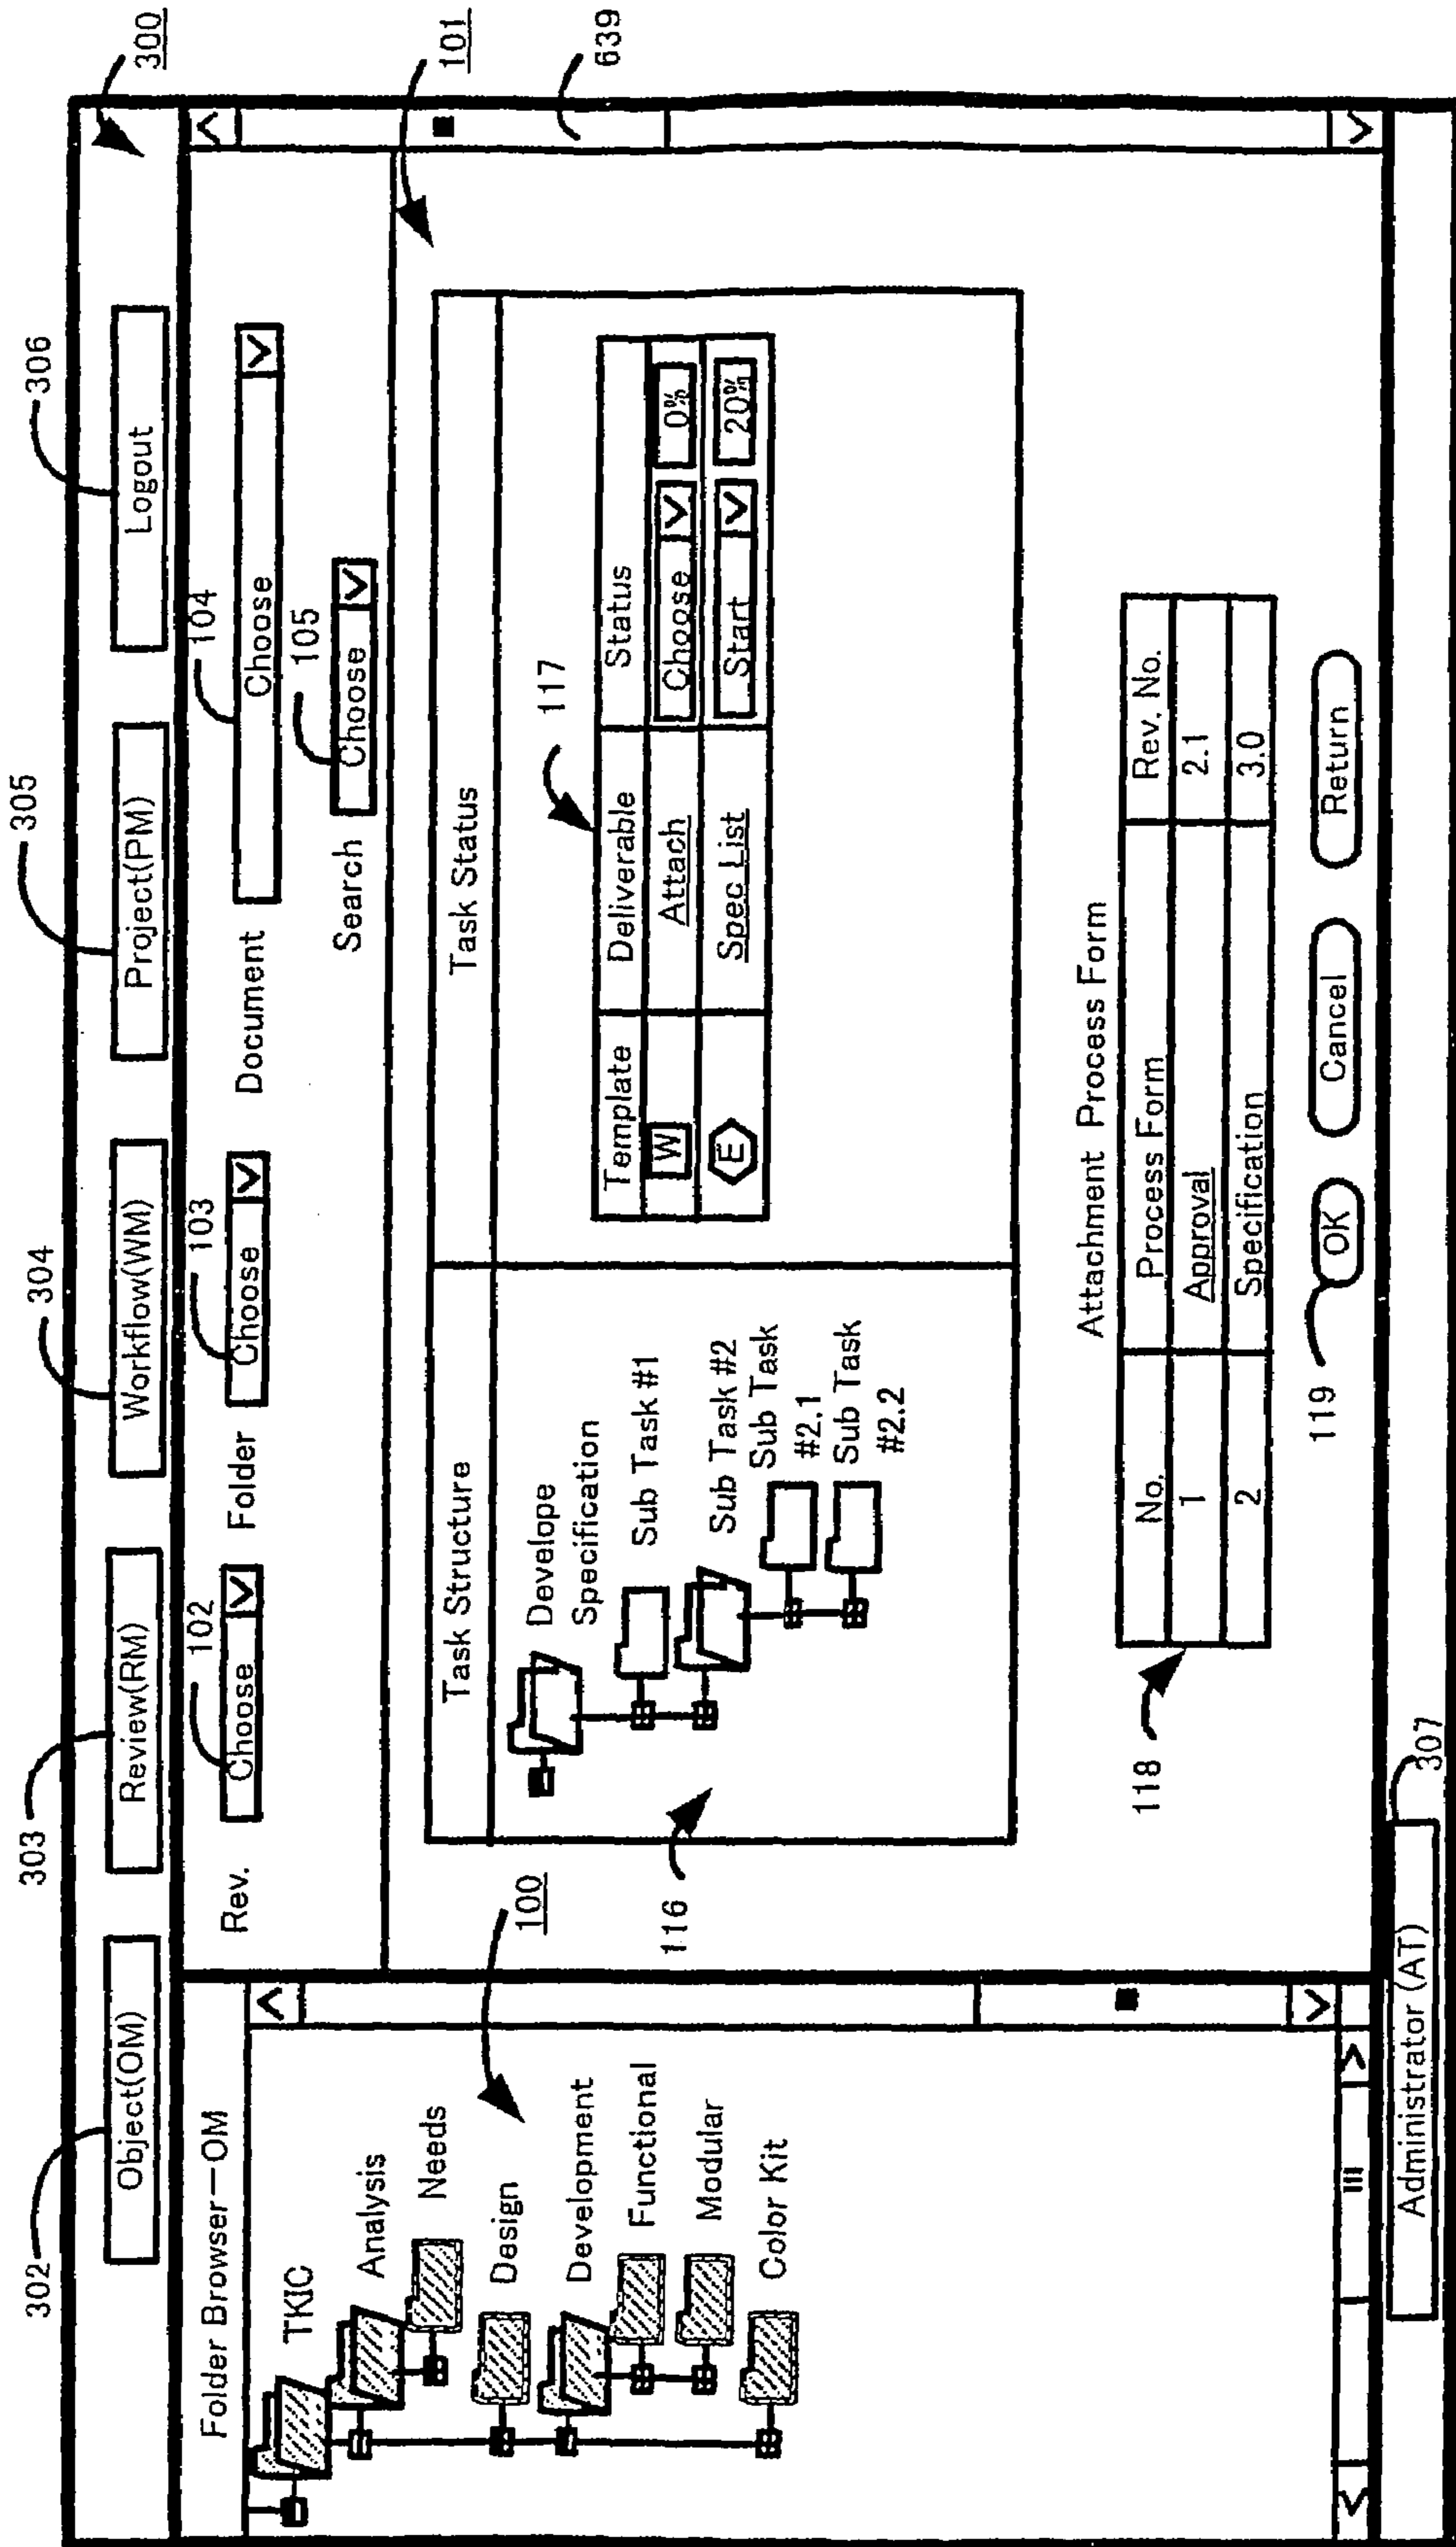 302
303
304
305
306
300
Object(OM)
Review(RM)
Workflow(WM)
Project(PM)
Logout
Folder Browser-OM
TKIC
Analysis
Needs
Design
Development
Functional
Modular
Color Kit
100
102
103
104
105
Rev.
Choose
Folder
Choose
Document
Choose
Search
Choose
101
639
Task Structure
Task Status
Develope
Specification
Sub Task #1
Sub Task #2
Sub Task
#2.1
Sub Task
#2.2
116
117
Template
Deliverable
Status
W
Attach
Choose
0%
E
Spec List
Start
20%
Attachment Process Form
No.
Process Form
Rev. No.
1
Approval
2.1
2
Specification
3.0
118
119
OK
Cancel
Return
Administrator (AT)
307